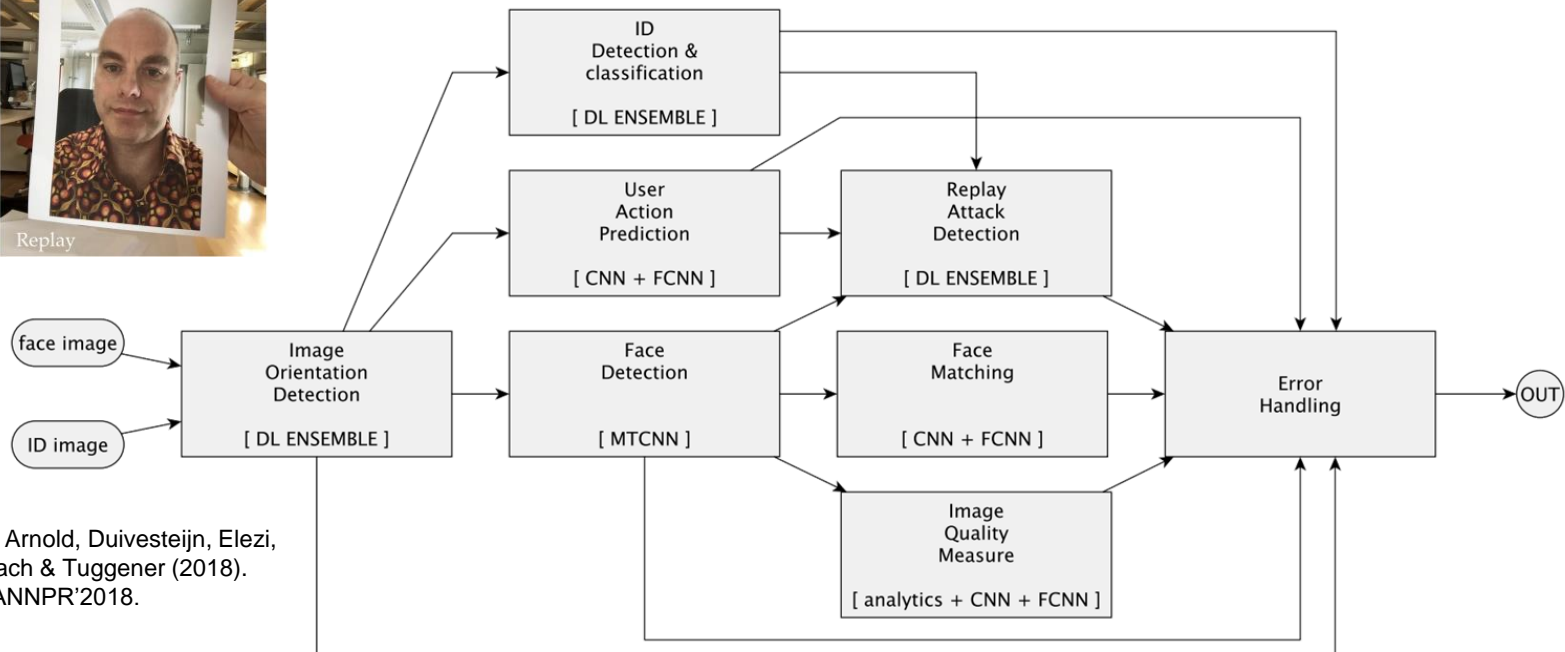 Replay
ID
Detection &
classification
[ DL ENSEMBLE ]
User
Action
Prediction
[ CNN + FCNN ]
Replay
Attack
Detection
[ DL ENSEMBLE ]
face image
ID image
Image
Orientation
Detection
[ DL ENSEMBLE ]
Face
Detection
[ MTCNN ]
Face
Matching
[ CNN + FCNN ]
Error
Handling
OUT
Image
Quality
Measure
[ analytics + CNN + FCNN ]
Arnold, Duivesteijn, Elezi,
& Tuggener (2018).
ANNPR’2018.